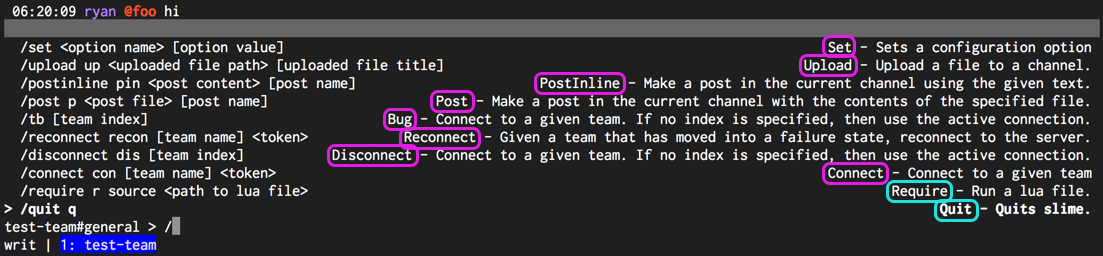 06:20:09 ryan @foo hi
/set <option name> [option value] Set - Sets a configuration option
/upload up <uploaded file path> [uploaded file title] Upload - Upload a file to a channel.
/postinline pin <post content> [post name] PostInline - Make a post in the current channel using the given text.
/post p <post file> [post name] Post - Make a post in the current channel with the contents of the specified file.
/tb [team index] Bug - Connect to a given team. If no index is specified, then use the active connection.
/reconnect recon [team name] <token> Reconnect - Given a team that has moved into a failure state, reconnect to the server.
/disconnect dis [team index] Disconnect - Connect to a given team. If no index is specified, then use the active connection.
/connect con [team name] <token> Connect - Connect to a given team
/require r source <path to lua file> Require - Run a lua file.
> /quit q Quit - Quits slime.
test-team#general > /
writ | 1: test-team